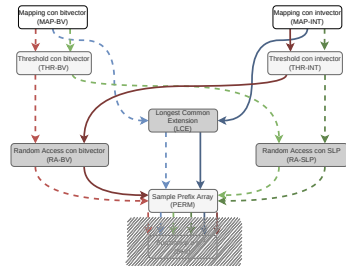 Mapping con bitvector
(MAP-BV)
Mapping con intvector
(MAP-INT)
Threshold con bitvector
(THR-BV)
Threshold con intvector
(THR-INT)
Longest Common
Extension
(LCE)
Random Access con bitvector
(RA-BV)
Random Access con SLP
(RA-SLP)
Sample Prefix Array
(PERM)